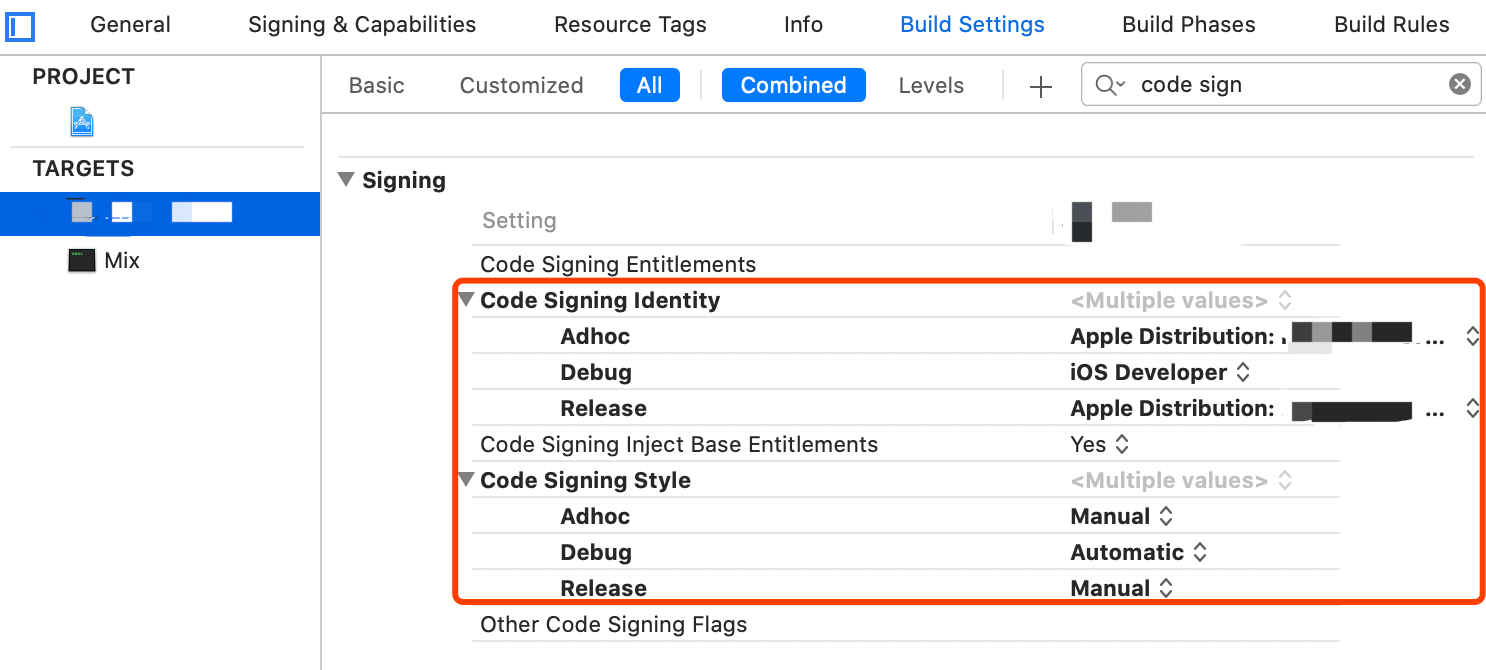 General Signing & Capabilities Resource Tags Info Build Settings Build Phases Build Rules
PROJECT
TARGETS
Mix
Basic Customized All Combined Levels + code sign
Signing
Setting
Code Signing Entitlements
Code Signing Identity <Multiple values>
Adhoc Apple Distribution: ...
Debug iOS Developer
Release Apple Distribution: ...
Code Signing Inject Base Entitlements Yes
Code Signing Style <Multiple values>
Adhoc Manual
Debug Automatic
Release Manual
Other Code Signing Flags